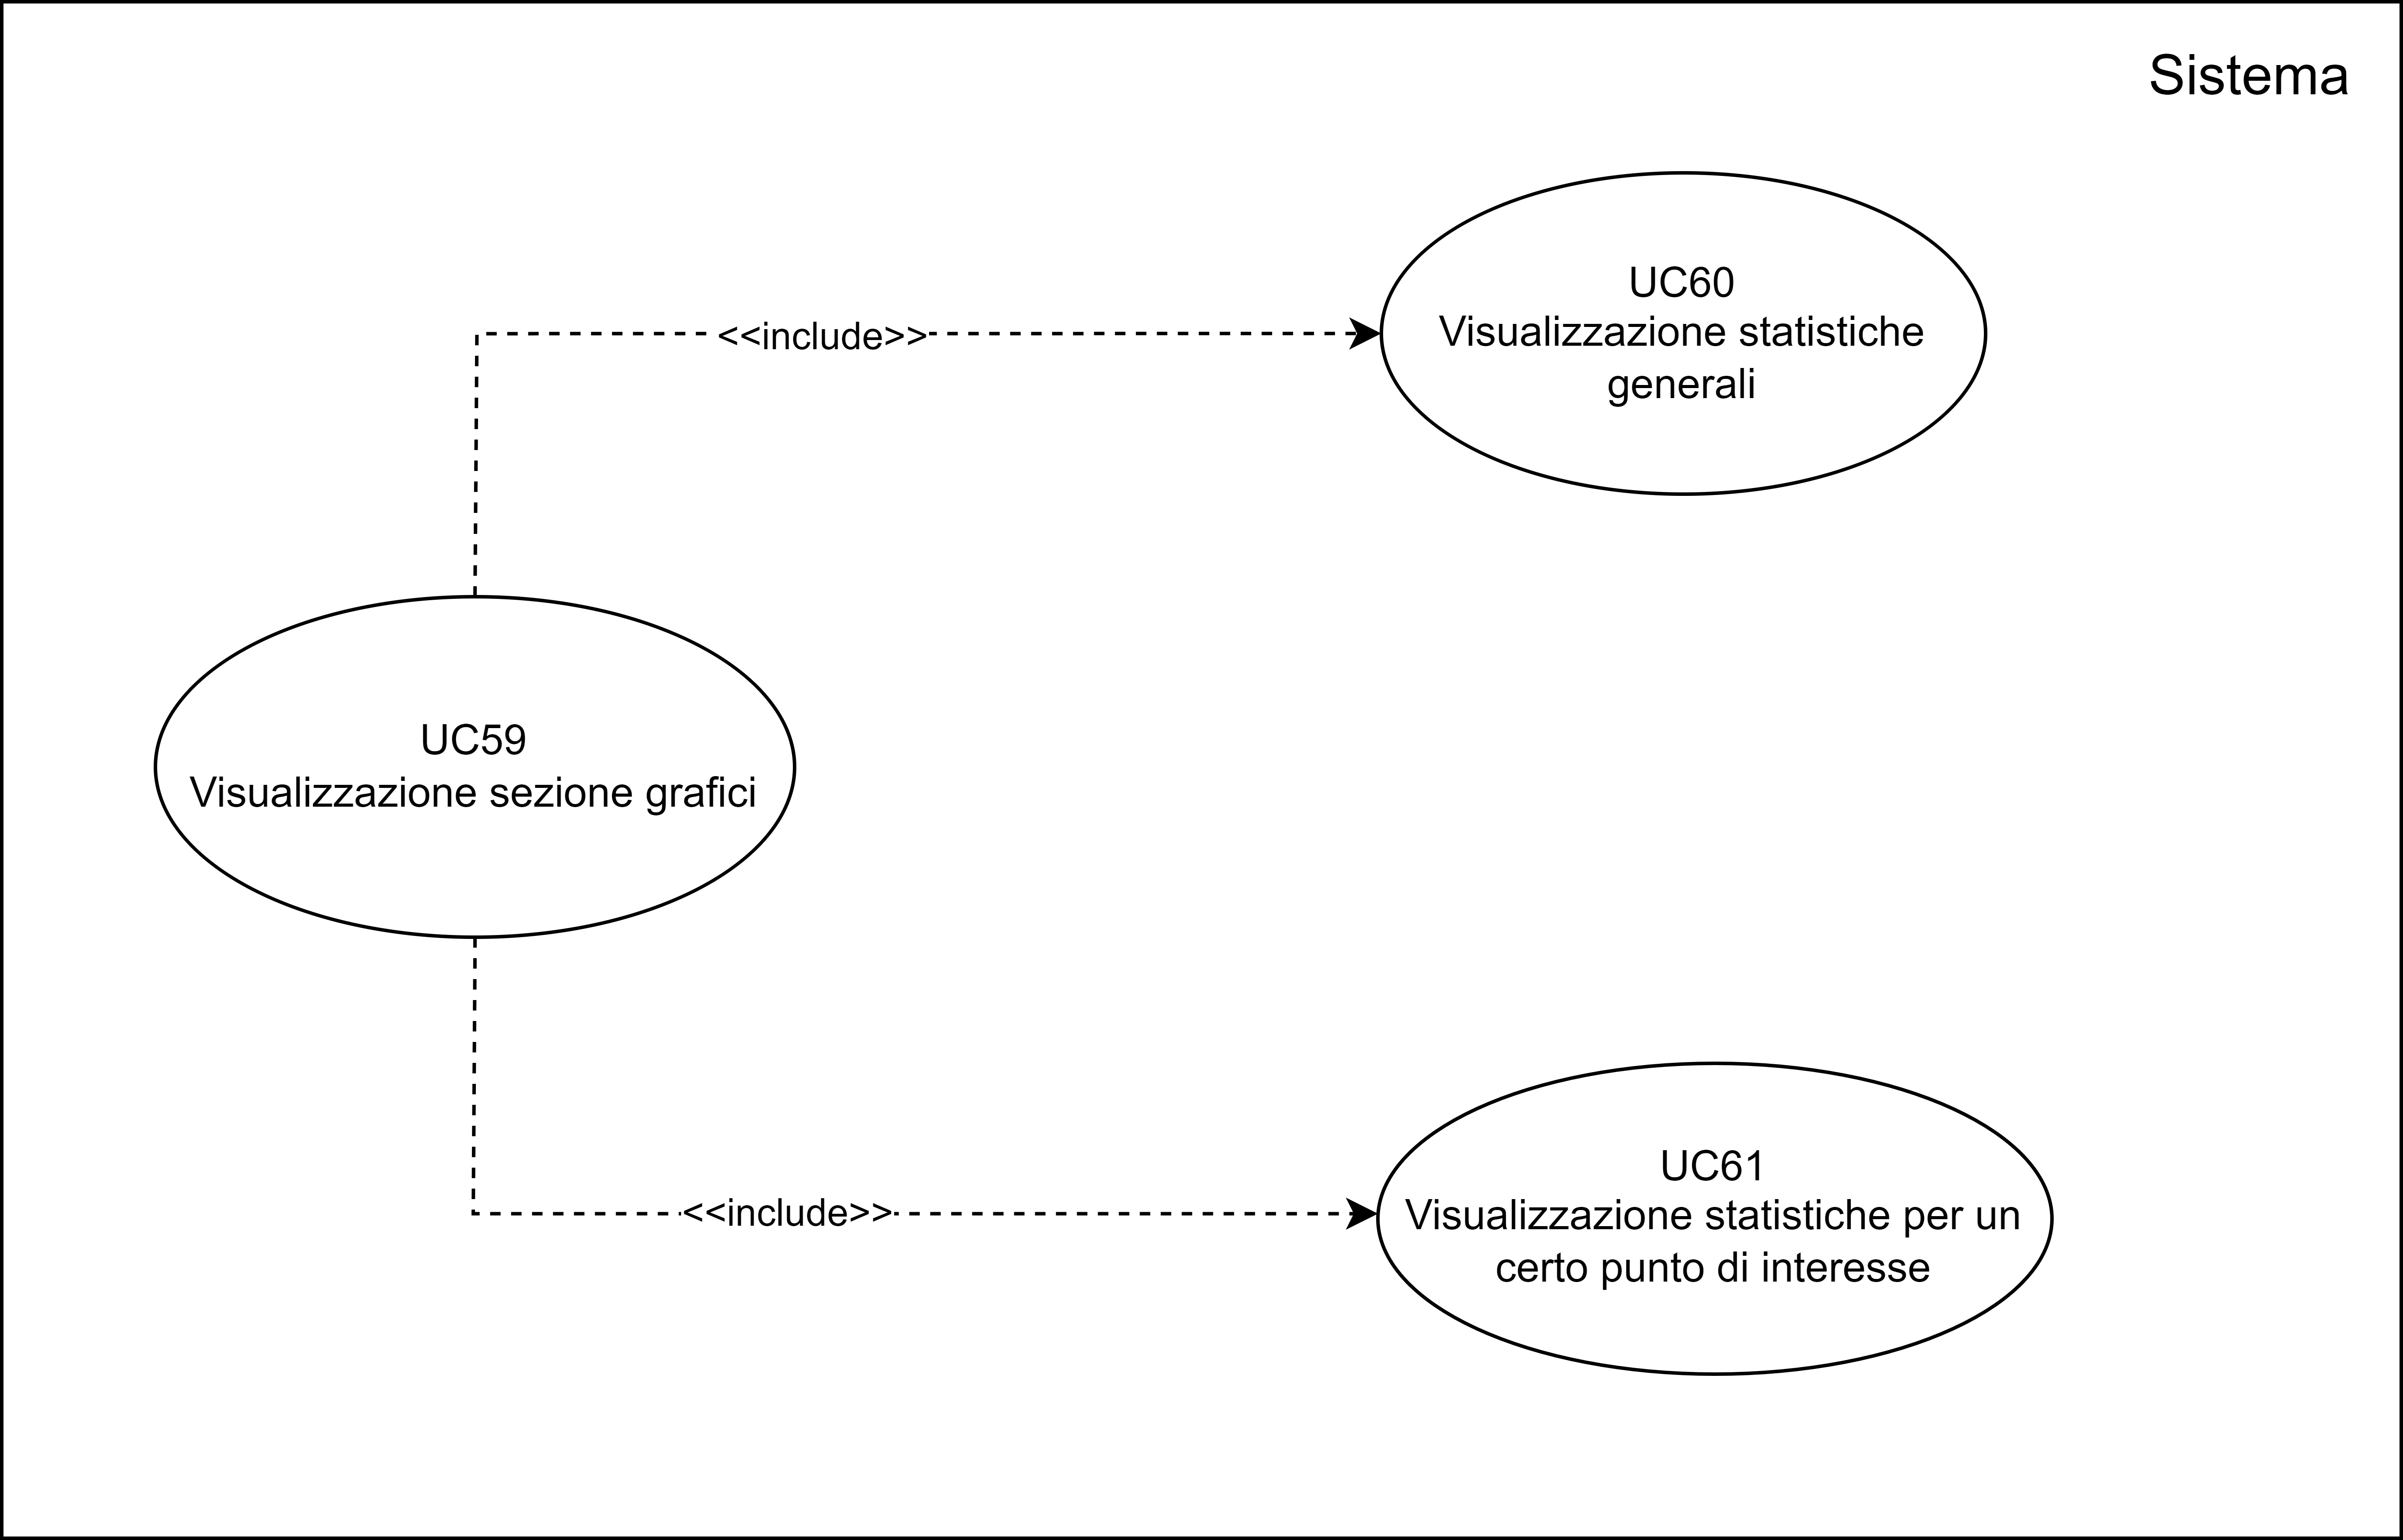 Sistema
UC60
Visualizzazione statistiche
generali
<<include>>
UC59
Visualizzazione sezione grafici
<<include>>
UC61
Visualizzazione statistiche per un
certo punto di interesse